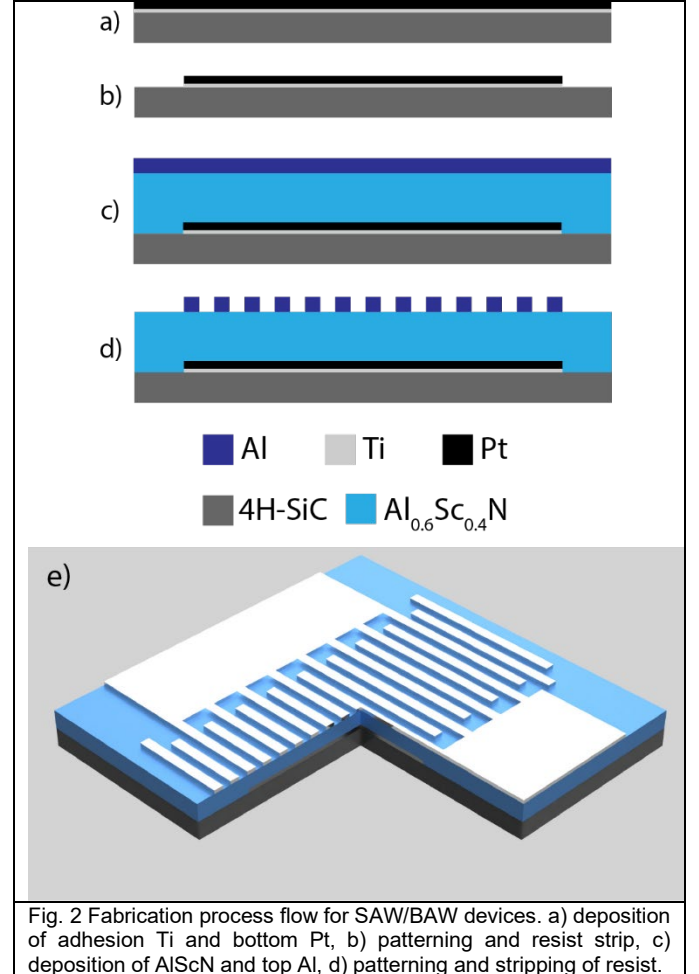 a)
b)
c)
d)
Al Ti Pt
4H-SiC Al0.6Sc0.4N
e)
Fig. 2 Fabrication process flow for SAW/BAW devices. a) deposition
of adhesion Ti and bottom Pt, b) patterning and resist strip, c)
deposition of AlScN and top Al, d) patterning and stripping of resist.